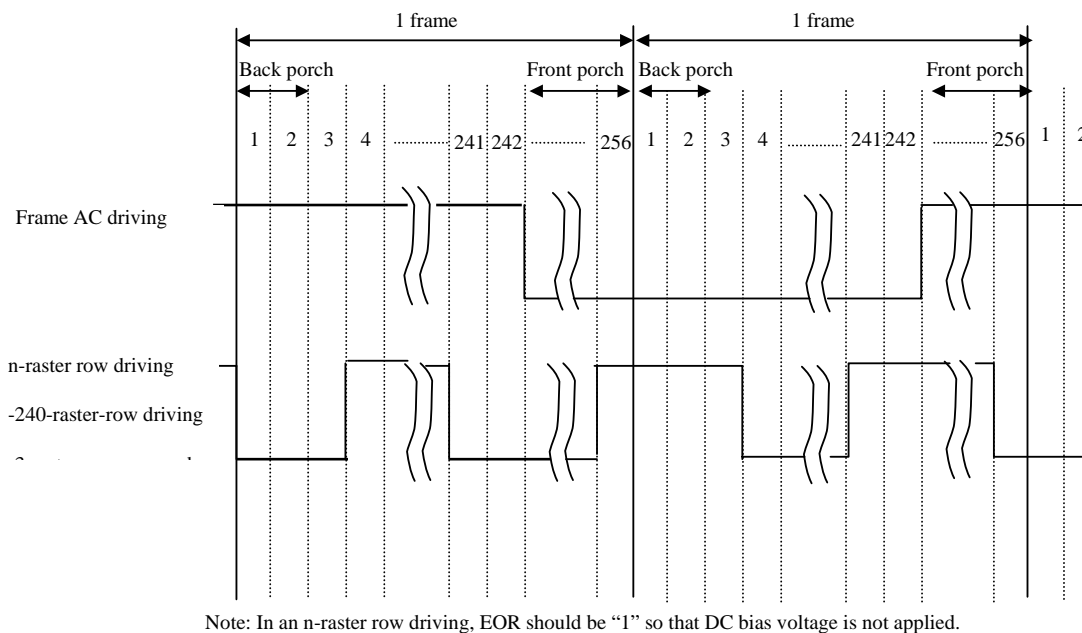 1 frame 1 frame
Back porch Front porch Back porch Front porch
1 2 3 4 ............... 241 242 ............... 256 1 2 3 4 ............ 241 242 ............... 256 1 2
Frame AC driving
n-raster row driving
-240-raster-row driving
Note: In an n-raster row driving, EOR should be “1” so that DC bias voltage is not applied.